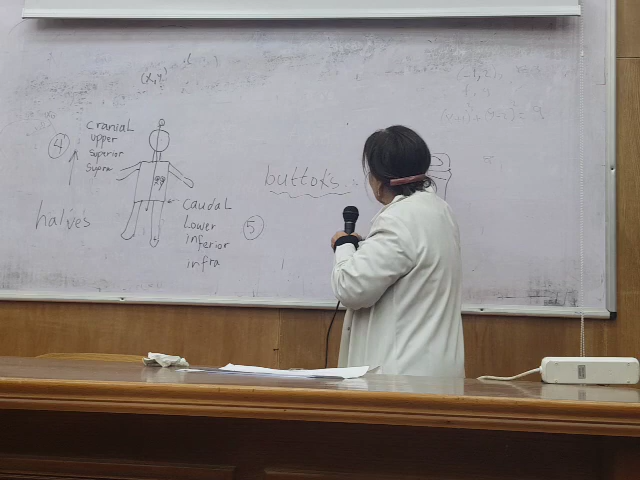 (x,y)
④
cranial
upper
superior
supra
halves
caudal
Lower
inferior
infra
⑤
buttoks